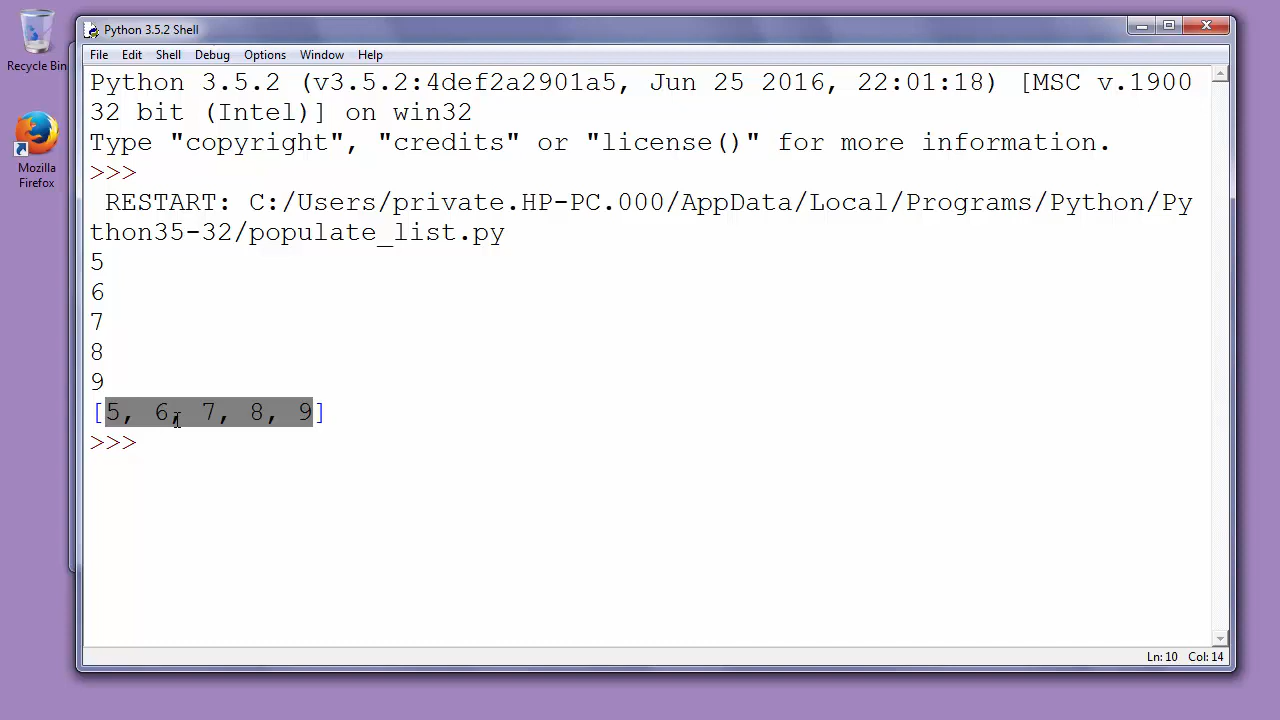 Recycle Bin
Mozilla
Firefox
Python 3.5.2 Shell
File Edit Shell Debug Options Window Help
Python 3.5.2 (v3.5.2:4def2a2901a5, Jun 25 2016, 22:01:18) [MSC v.1900
32 bit (Intel)] on win32
Type "copyright", "credits" or "license()" for more information.
>>>
RESTART: C:/Users/private.HP-PC.000/AppData/Local/Programs/Python/Py
thon35-32/populate_list.py
5
6
7
8
9
[5, 6, 7, 8, 9]
>>>
Ln: 10 Col: 14